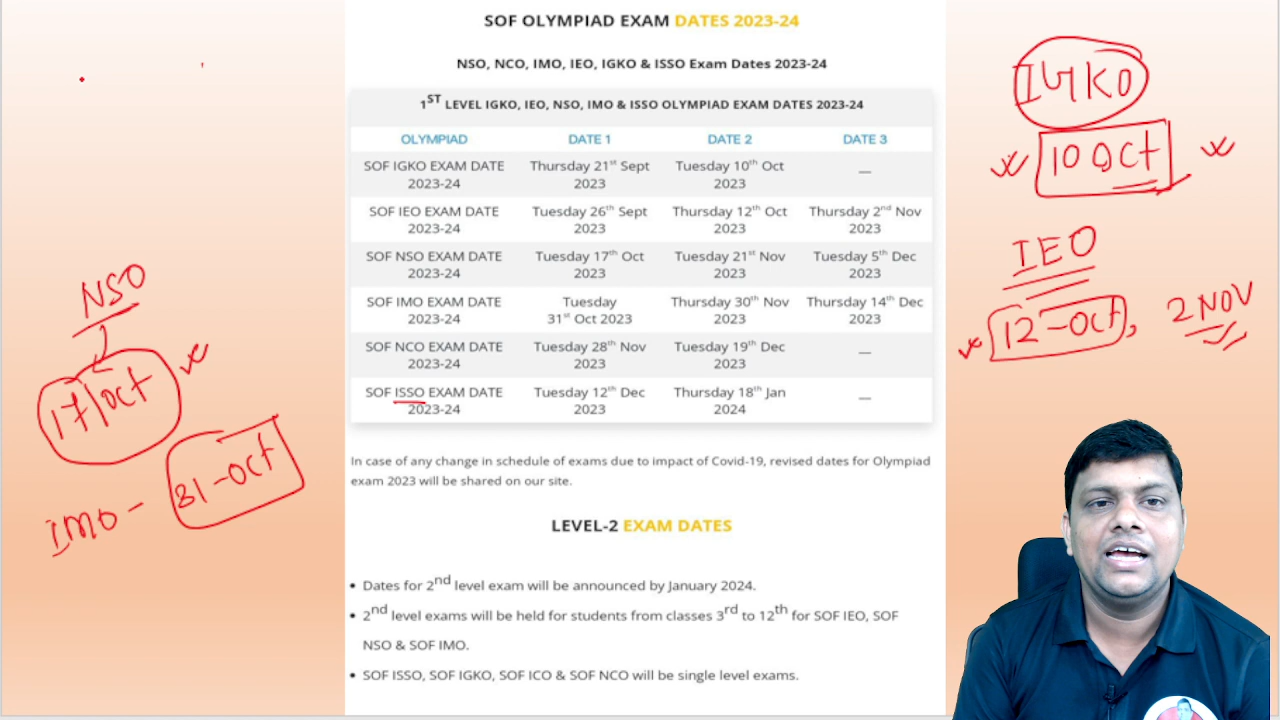 SOF OLYMPIAD EXAM DATES 2023-24
NSO, NCO, IMO, IEO, IGKO & ISSO Exam Dates 2023-24
1ST LEVEL IGKO, IEO, NSO, IMO & ISSO OLYMPIAD EXAM DATES 2023-24
OLYMPIAD DATE 1 DATE 2 DATE 3
SOF IGKO EXAM DATE Thursday 21st Sept Tuesday 10th Oct —
2023-24 2023 2023
SOF IEO EXAM DATE Tuesday 26th Sept Thursday 12th Oct Thursday 2nd Nov
2023-24 2023 2023 2023
SOF NSO EXAM DATE Tuesday 17th Oct Tuesday 21st Nov Tuesday 5th Dec
2023-24 2023 2023 2023
SOF IMO EXAM DATE Tuesday Thursday 30th Nov Thursday 14th Dec
2023-24 31st Oct 2023 2023 2023
SOF NCO EXAM DATE Tuesday 28th Nov Tuesday 19th Dec —
2023-24 2023 2023
SOF ISSO EXAM DATE Tuesday 12th Dec Thursday 18th Jan —
2023-24 2023 2024
In case of any change in schedule of exams due to impact of Covid-19, revised dates for Olympiad
exam 2023 will be shared on our site.
LEVEL-2 EXAM DATES
• Dates for 2nd level exam will be announced by January 2024.
• 2nd level exams will be held for students from classes 3rd to 12th for SOF IEO, SOF
NSO & SOF IMO.
• SOF ISSO, SOF IGKO, SOF ICO & SOF NCO will be single level exams.
NSO
17/oct
IMO - 31-oct
IGKO
10 Oct
IEO
12-Oct, 2 NOV